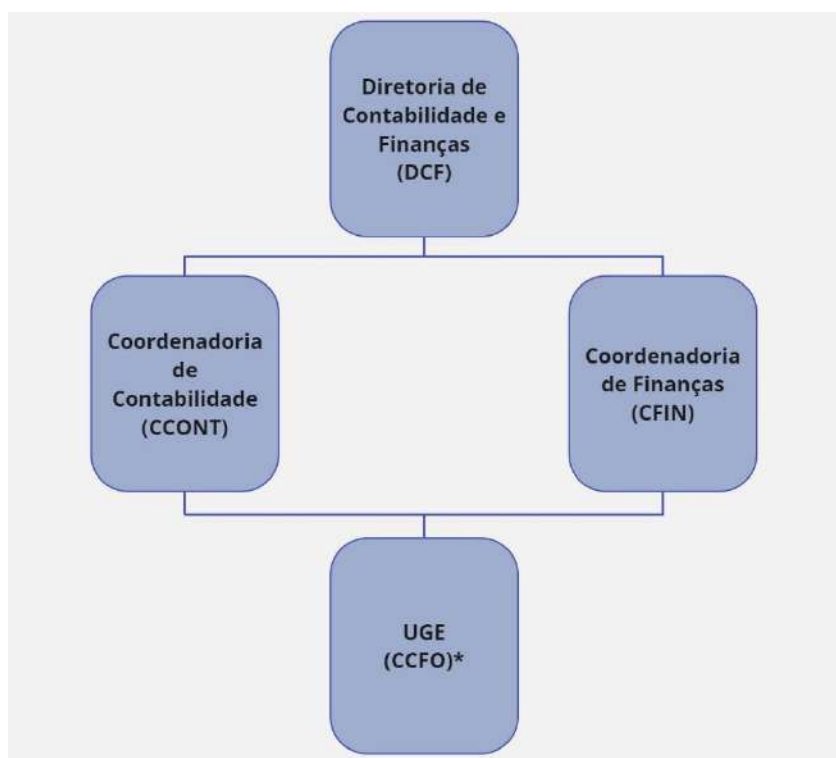 Diretoria de
Contabilidade e
Finanças
(DCF)
Coordenadoria
de
Contabilidade
(CCONT)
Coordenadoria
de Finanças
(CFIN)
UGE
(CCFO)*